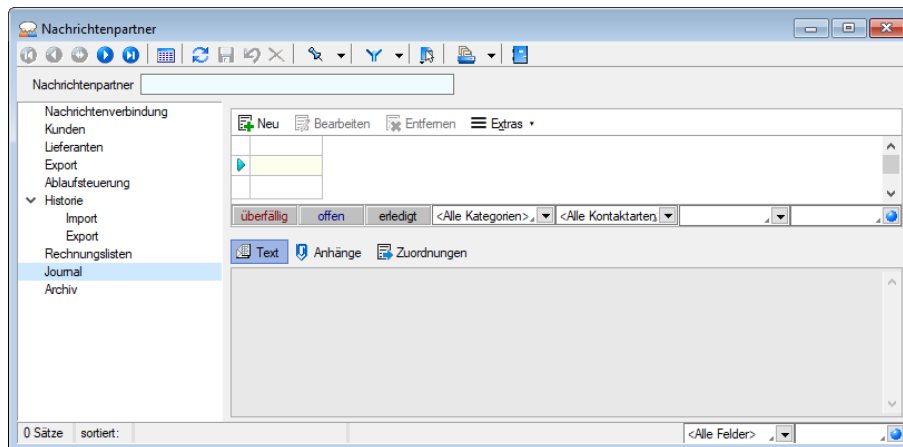 Nachrichtenpartner
Nachrichtenpartner
Nachrichtenverbindung
Kunden
Lieferanten
Export
Ablaufsteuerung
Historie
Import
Export
Rechnungslisten
Journal
Archiv
Neu Bearbeiten Entfernen Extras
überfällig offen erledigt <Alle Kategorien> <Alle Kontaktarten
Text Anhänge Zuordnungen
0 Sätze sortiert: <Alle Felder>